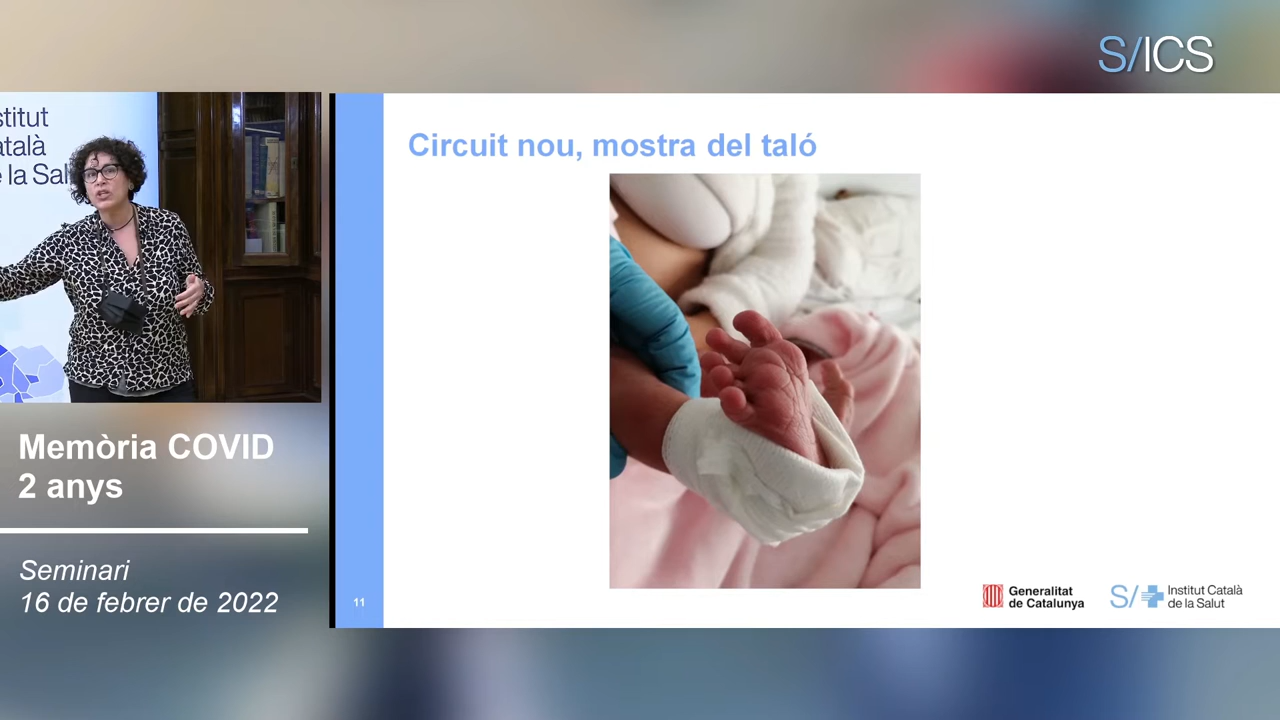 S/ICS
stitut
atalà
e la Sal
Memòria COVID
2 anys
Seminari
16 de febrer de 2022
Circuit nou, mostra del taló
11
Generalitat
de Catalunya
S/
Institut Català
de la Salut